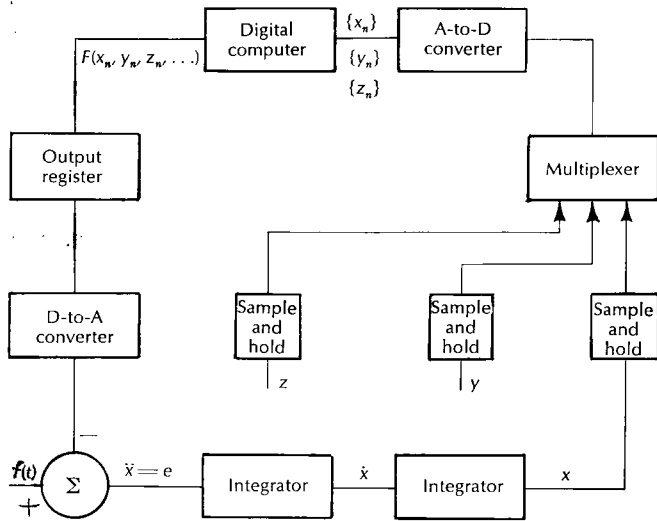 Digital
computer
{xₙ}
{yₙ}
{zₙ}
A-to-D
converter
F(xₙ, yₙ, zₙ, . . .)
Output
register
Multiplexer
D-to-A
converter
Sample
and
hold
Sample
and
hold
Sample
and
hold
z
y
−
f(t)
+
Σ
ẍ = e
Integrator
ẋ
Integrator
x